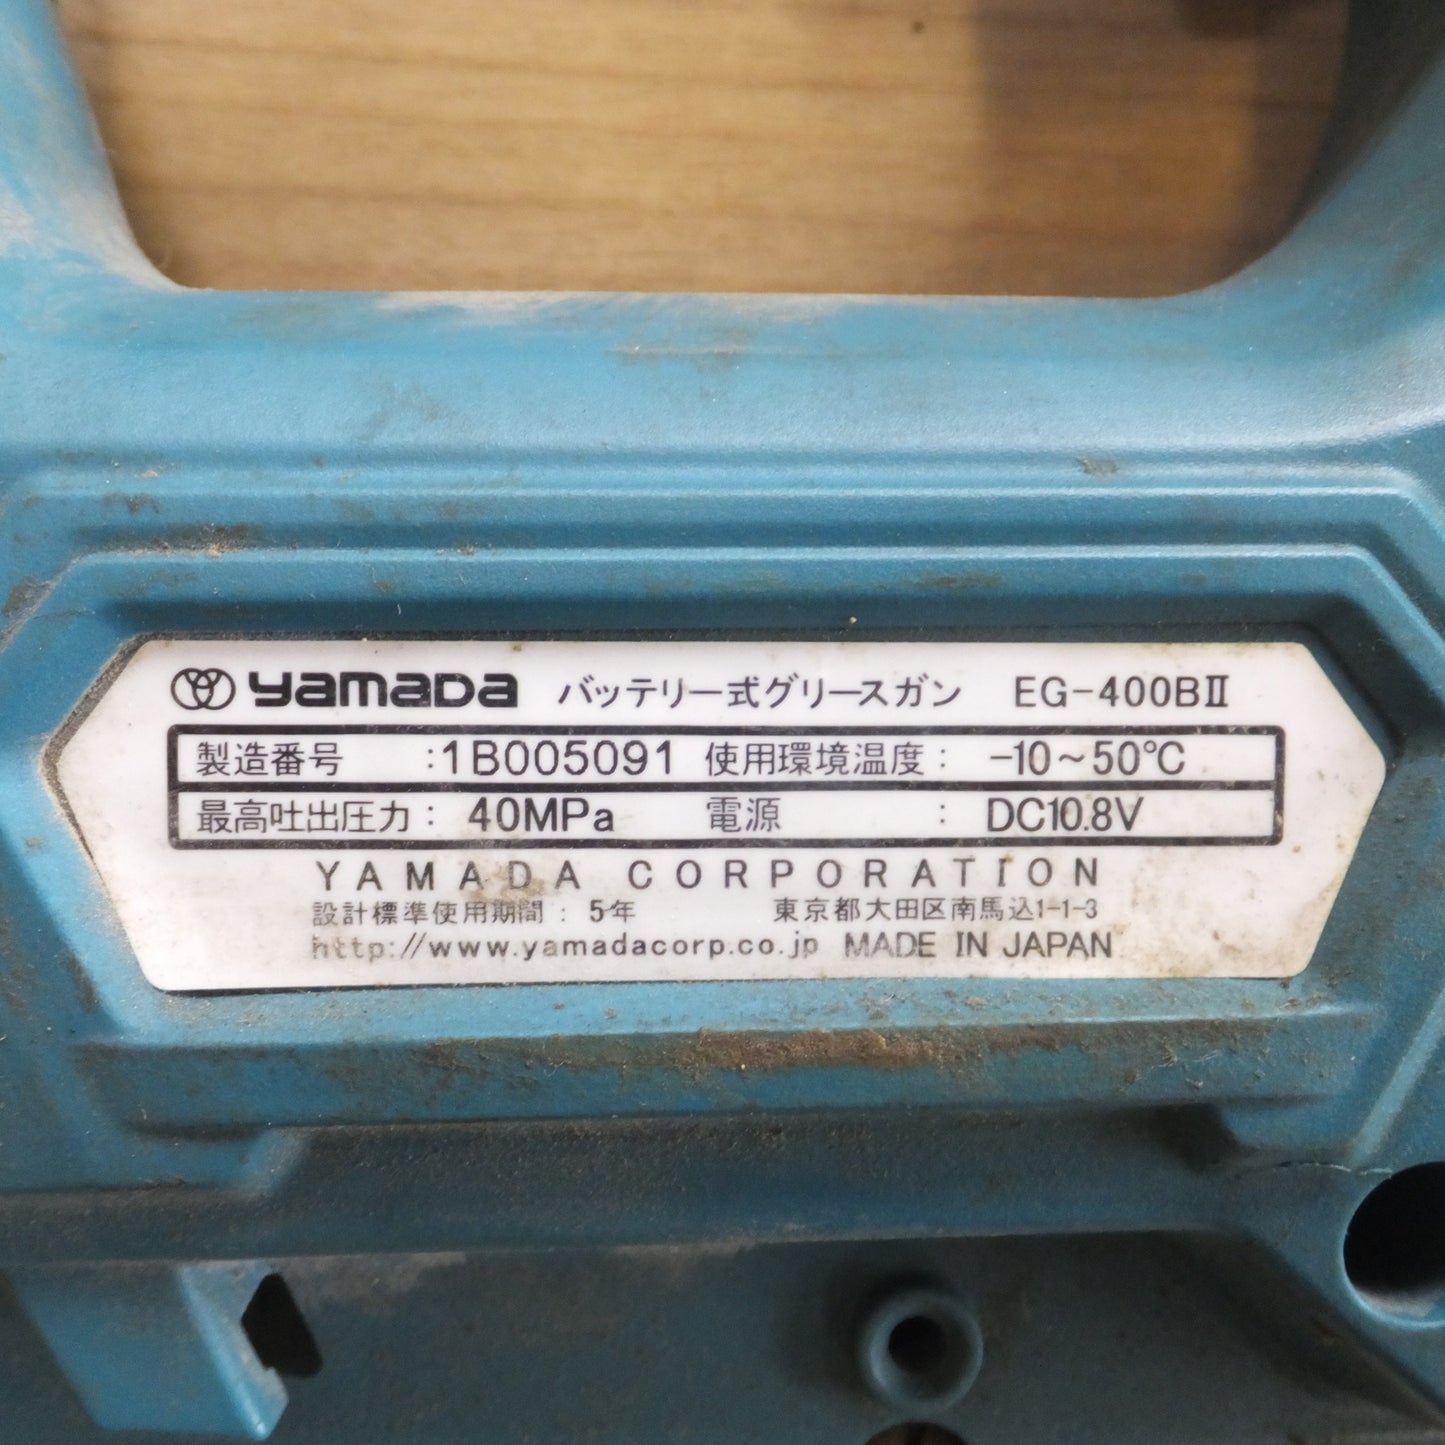 yamada バッテリー式グリースガン EG-400BⅡ
製造番号 :1B005091 使用環境温度: -10~50℃
最高吐出圧力: 40MPa 電源 : DC10.8V
YAMADA CORPORATION
設計標準使用期間: 5年 東京都大田区南馬込1-1-3
http://www.yamadacorp.co.jp MADE IN JAPAN